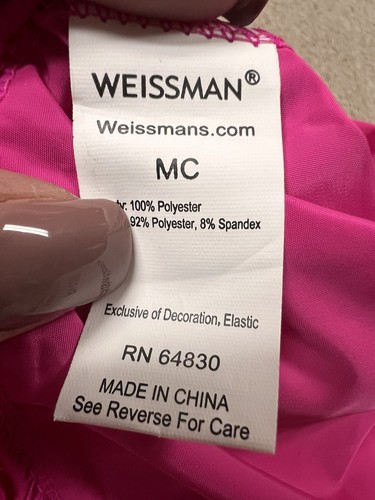 WEISSMAN®
Weissmans.com
MC
100% Polyester
92% Polyester, 8% Spandex
Exclusive of Decoration, Elastic
RN 64830
MADE IN CHINA
See Reverse For Care